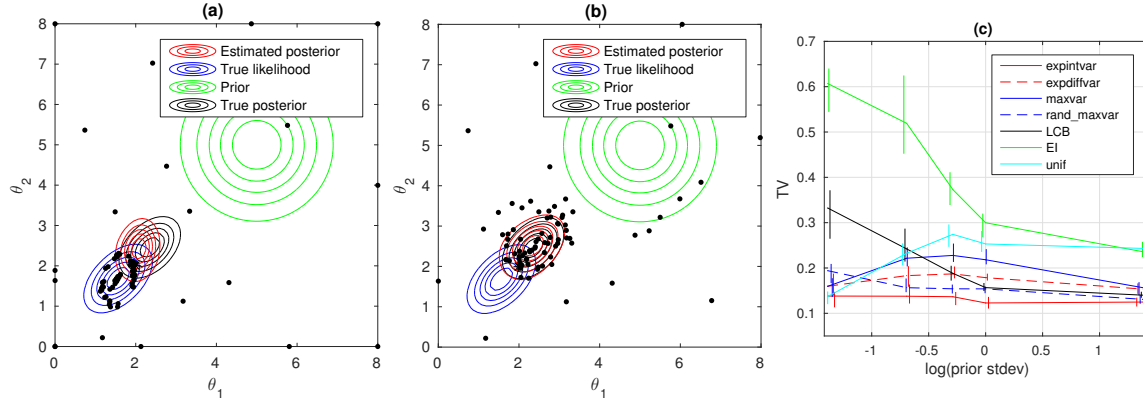 (a)
8
7
6
5
4
3
2
1
0
θ2
0
2
4
6
8
θ1
Estimated posterior
True likelihood
Prior
True posterior
(b)
8
7
6
5
4
3
2
1
0
θ2
0
2
4
6
8
θ1
Estimated posterior
True likelihood
Prior
True posterior
(c)
0.7
0.6
0.5
0.4
0.3
0.2
0.1
TV
-1
-0.5
0
0.5
1
log(prior stdev)
expintvar
expdiffvar
maxvar
rand_maxvar
LCB
EI
unif